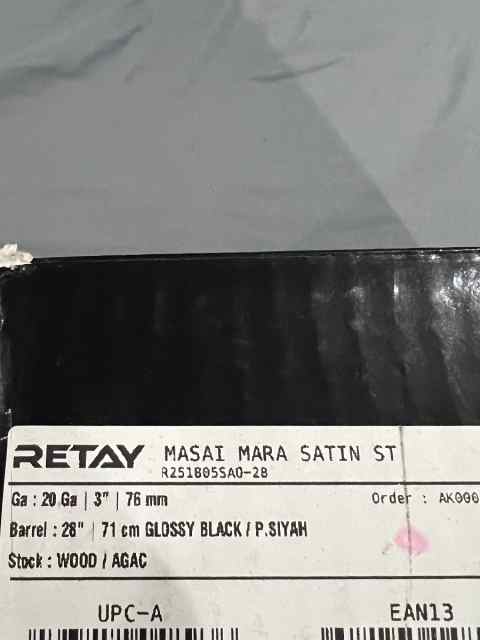 RETAY MASAI MARA SATIN ST
R251805SAO-28
Ga : 20 Ga | 3" | 76 mm Order : AK000
Barrel : 28" | 71 cm GLOSSY BLACK / P.SIYAH
Stock : WOOD / AGAC
UPC-A EAN13